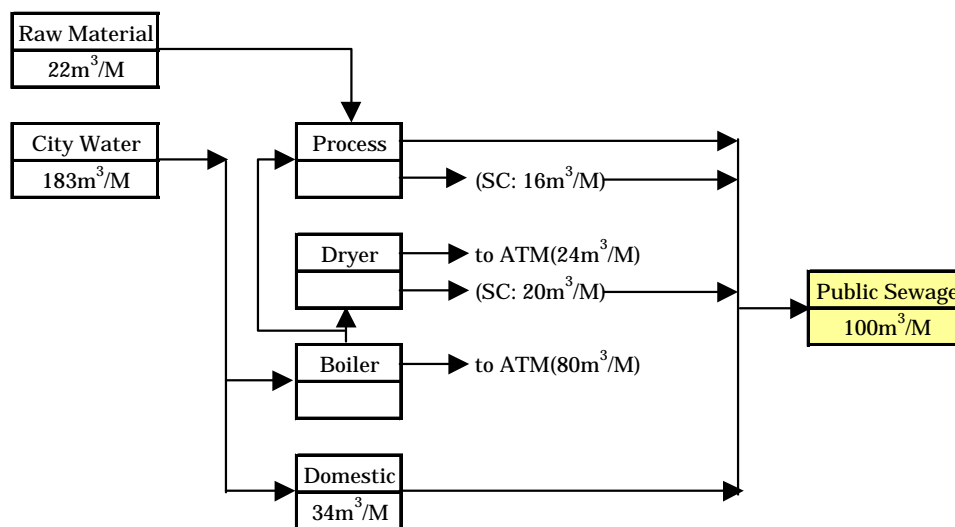 Raw Material
22m³/M
City Water
183m³/M
Process
(SC: 16m³/M)
Dryer
to ATM(24m³/M)
(SC: 20m³/M)
Public Sewage
100m³/M
Boiler
to ATM(80m³/M)
Domestic
34m³/M